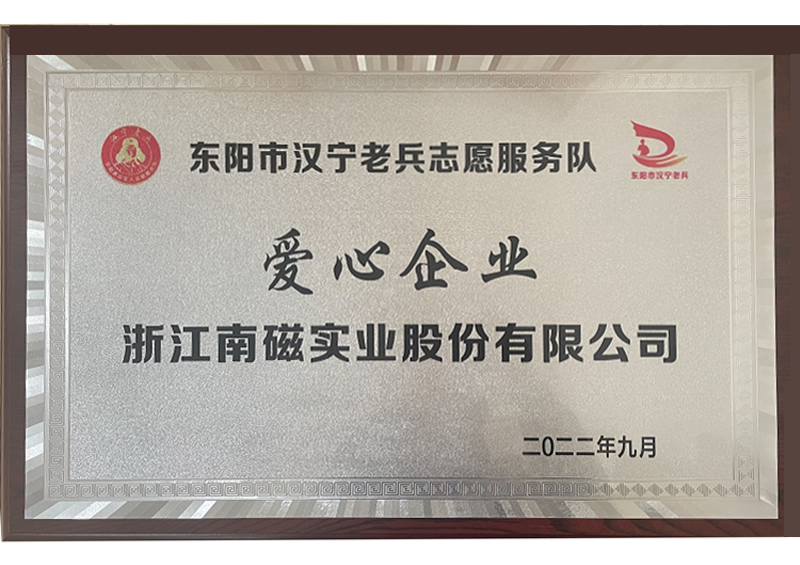 东阳市汉宁老兵志愿服务队
东阳市汉宁老兵
爱心企业
浙江南磁实业股份有限公司
二〇二二年九月